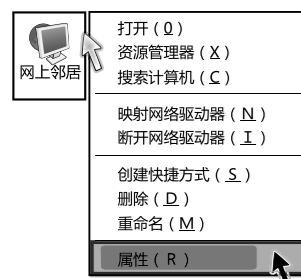 网上邻居
打开（0）
资源管理器（X）
搜索计算机（C）
映射网络驱动器（N）
断开网络驱动器（I）
创建快捷方式（S）
删除（D）
重命名（M）
属性（R）